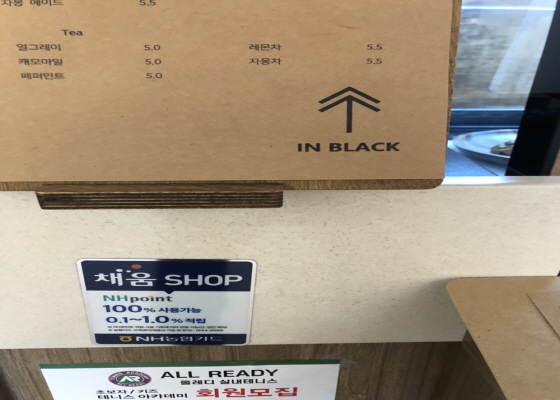 자몽 에이드 5.5
Tea
얼그레이 5.0 레몬차 5.5
캐모마일 5.0 자몽차 5.5
페퍼민트 5.0
IN BLACK
채움 SHOP
NHpoint
100% 사용가능
0.1~1.0% 적립
NH농협카드
ALL READY
올레디 실내테니스
초보자 / 키즈
테니스 아카데미 회원모집